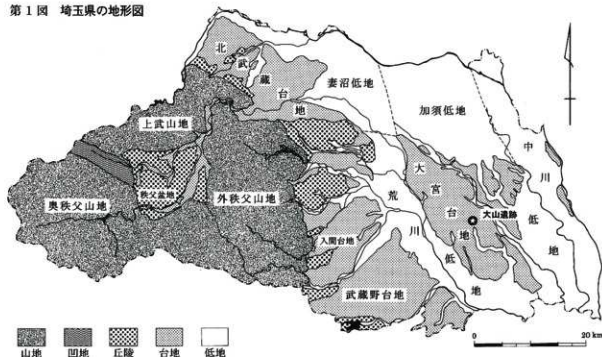 第1図 埼玉県の地形図
北武蔵台地
妻沼低地
加須低地
中川低地
上武山地
秩父盆地
奥秩父山地
外秩父山地
大宮台地
大山遺跡
荒川低地
入間台地
武蔵野台地
山地
凹地
丘陵
台地
低地
0
20 km